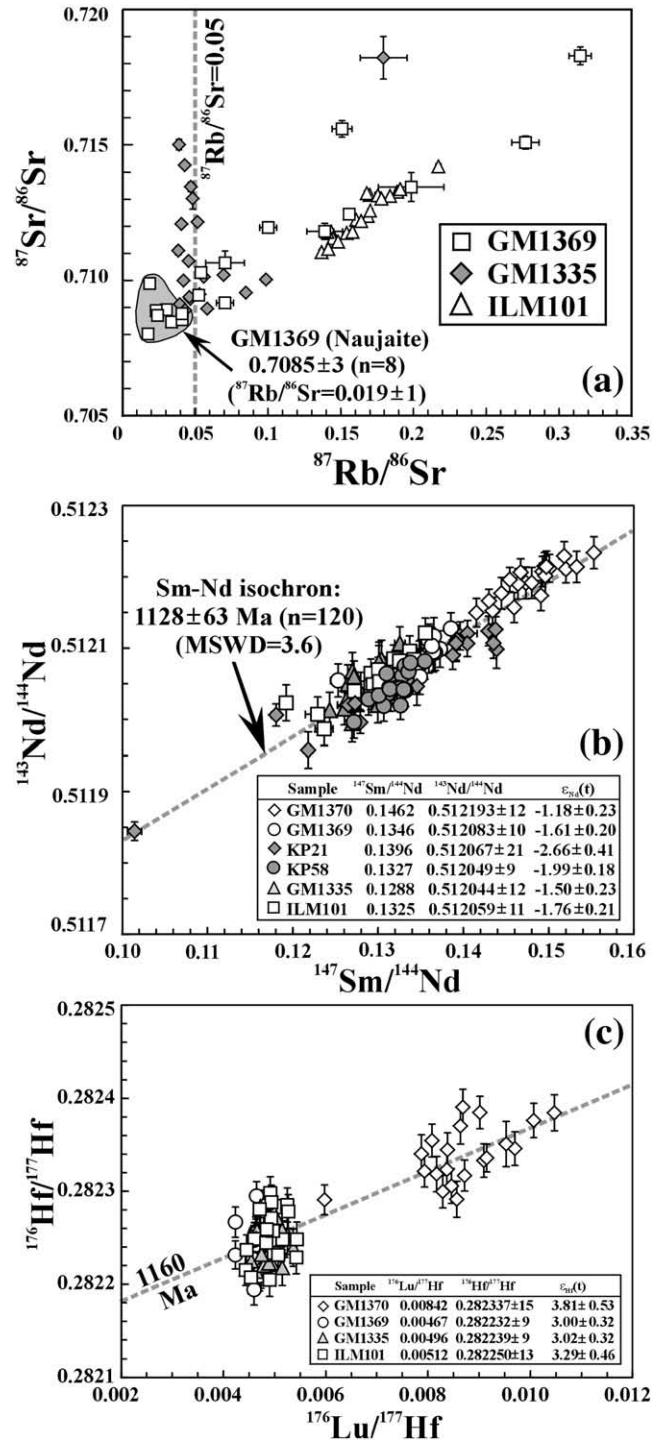 0.720
0.715
0.710
0.705
⁸⁷Sr/⁸⁶Sr
⁸⁷Rb/⁸⁶Sr=0.05
GM1369
GM1335
ILM101
GM1369 (Naujaite)
0.7085±3 (n=8)
(⁸⁷Rb/⁸⁶Sr=0.019±1)
(a)
0 0.05 0.1 0.15 0.2 0.25 0.3 0.35
⁸⁷Rb/⁸⁶Sr
0.5123
0.5121
0.5119
0.5117
¹⁴³Nd/¹⁴⁴Nd
Sm-Nd isochron:
1128±63 Ma (n=120)
(MSWD=3.6)
(b)
Sample ¹⁴⁷Sm/¹⁴⁴Nd ¹⁴³Nd/¹⁴⁴Nd εNd(t)
GM1370 0.1462 0.512193±12 -1.18±0.23
GM1369 0.1346 0.512083±10 -1.61±0.20
KP21 0.1396 0.512067±21 -2.66±0.41
KP58 0.1327 0.512049±9 -1.99±0.18
GM1335 0.1288 0.512044±12 -1.50±0.23
ILM101 0.1325 0.512059±11 -1.76±0.21
0.10 0.11 0.12 0.13 0.14 0.15 0.16
¹⁴⁷Sm/¹⁴⁴Nd
0.2825
0.2824
0.2823
0.2822
0.2821
¹⁷⁶Hf/¹⁷⁷Hf
(c)
1160
Ma
Sample ¹⁷⁶Lu/¹⁷⁷Hf ¹⁷⁶Hf/¹⁷⁷Hf εHf(t)
GM1370 0.00842 0.282337±15 3.81±0.53
GM1369 0.00467 0.282232±9 3.00±0.32
GM1335 0.00496 0.282239±9 3.02±0.32
ILM101 0.00512 0.282250±13 3.29±0.46
0.002 0.004 0.006 0.008 0.010 0.012
¹⁷⁶Lu/¹⁷⁷Hf